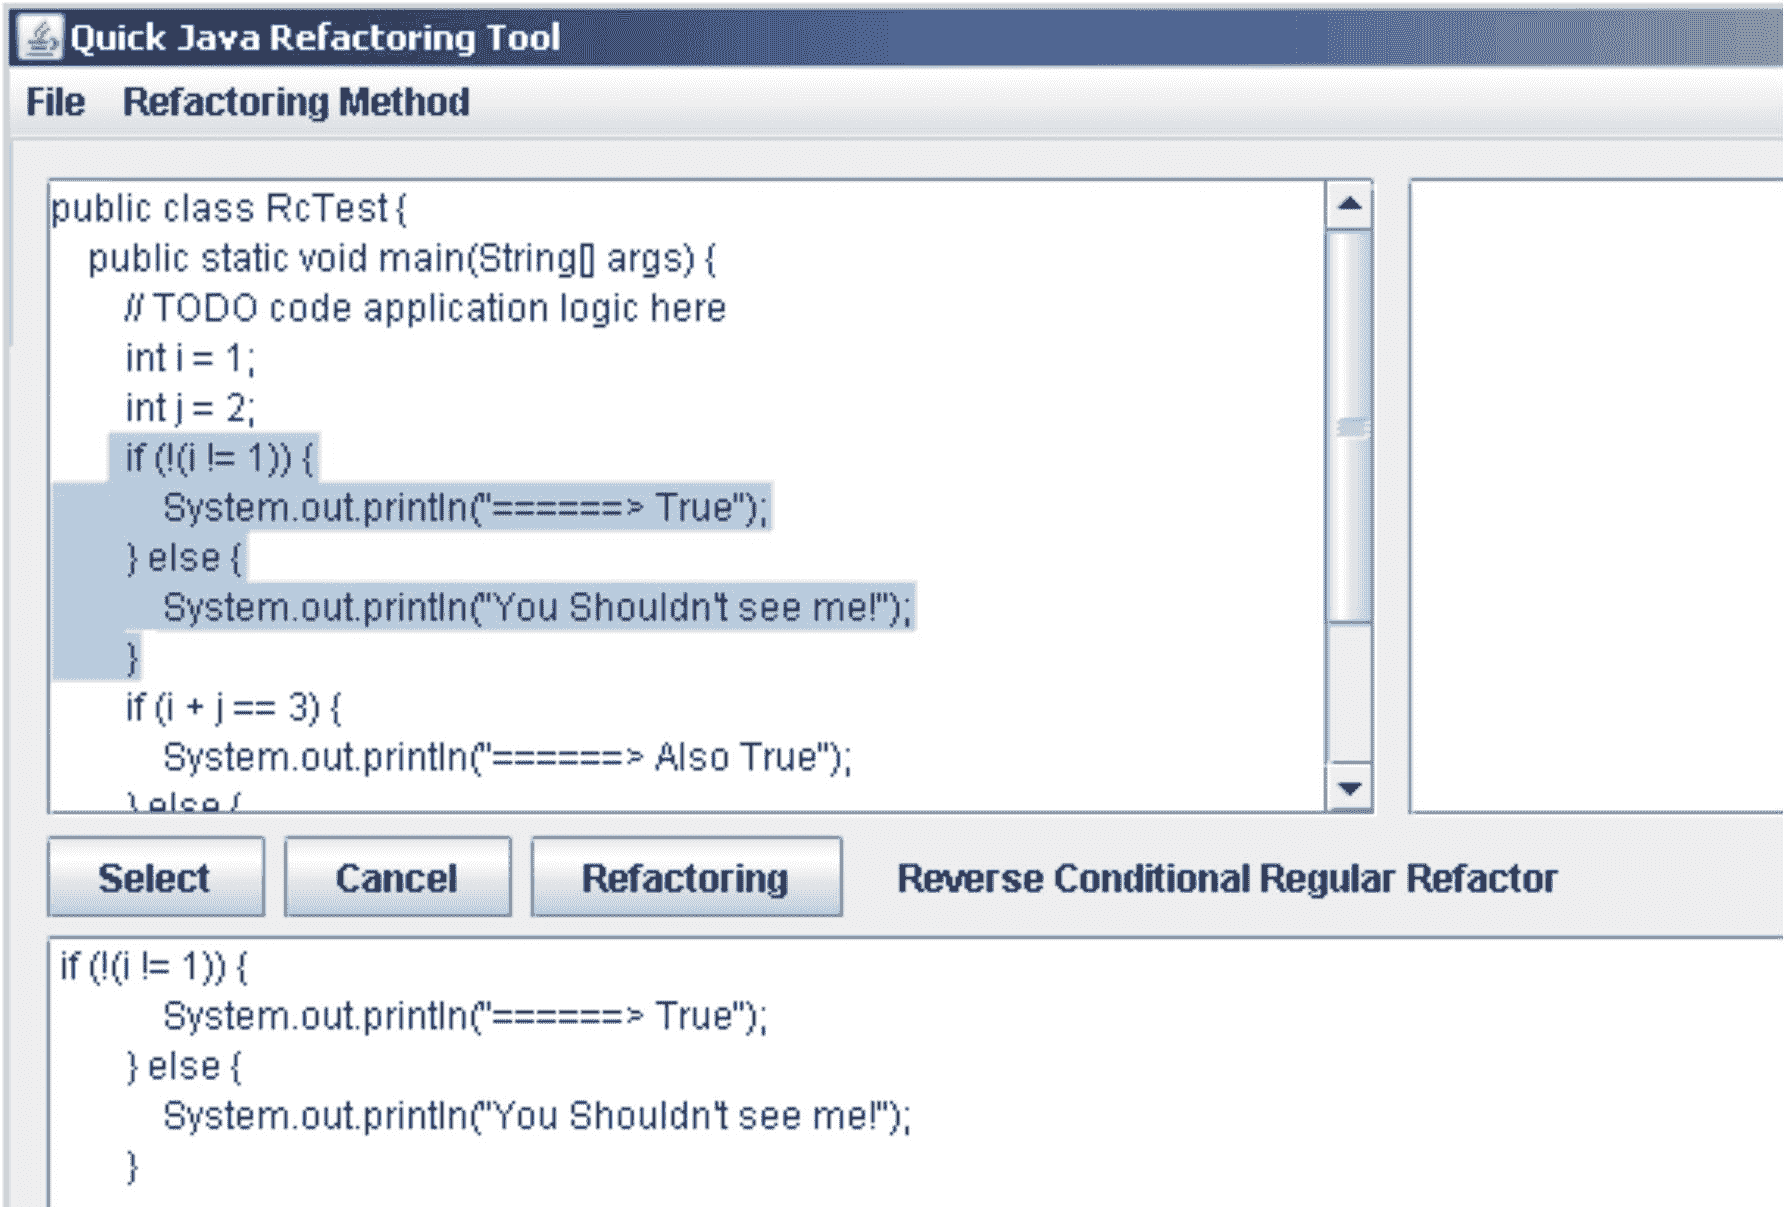 Quick Java Refactoring Tool
File Refactoring Method
public class RcTest {
public static void main(String[] args) {
// TODO code application logic here
int i = 1;
int j = 2;
if (!(i != 1)) {
System.out.println("======> True");
} else {
System.out.println("You Shouldn't see me!");
}
if (i + j == 3) {
System.out.println("======> Also True");
} else {
Select Cancel Refactoring Reverse Conditional Regular Refactor
if (!(i != 1)) {
System.out.println("======> True");
} else {
System.out.println("You Shouldn't see me!");
}